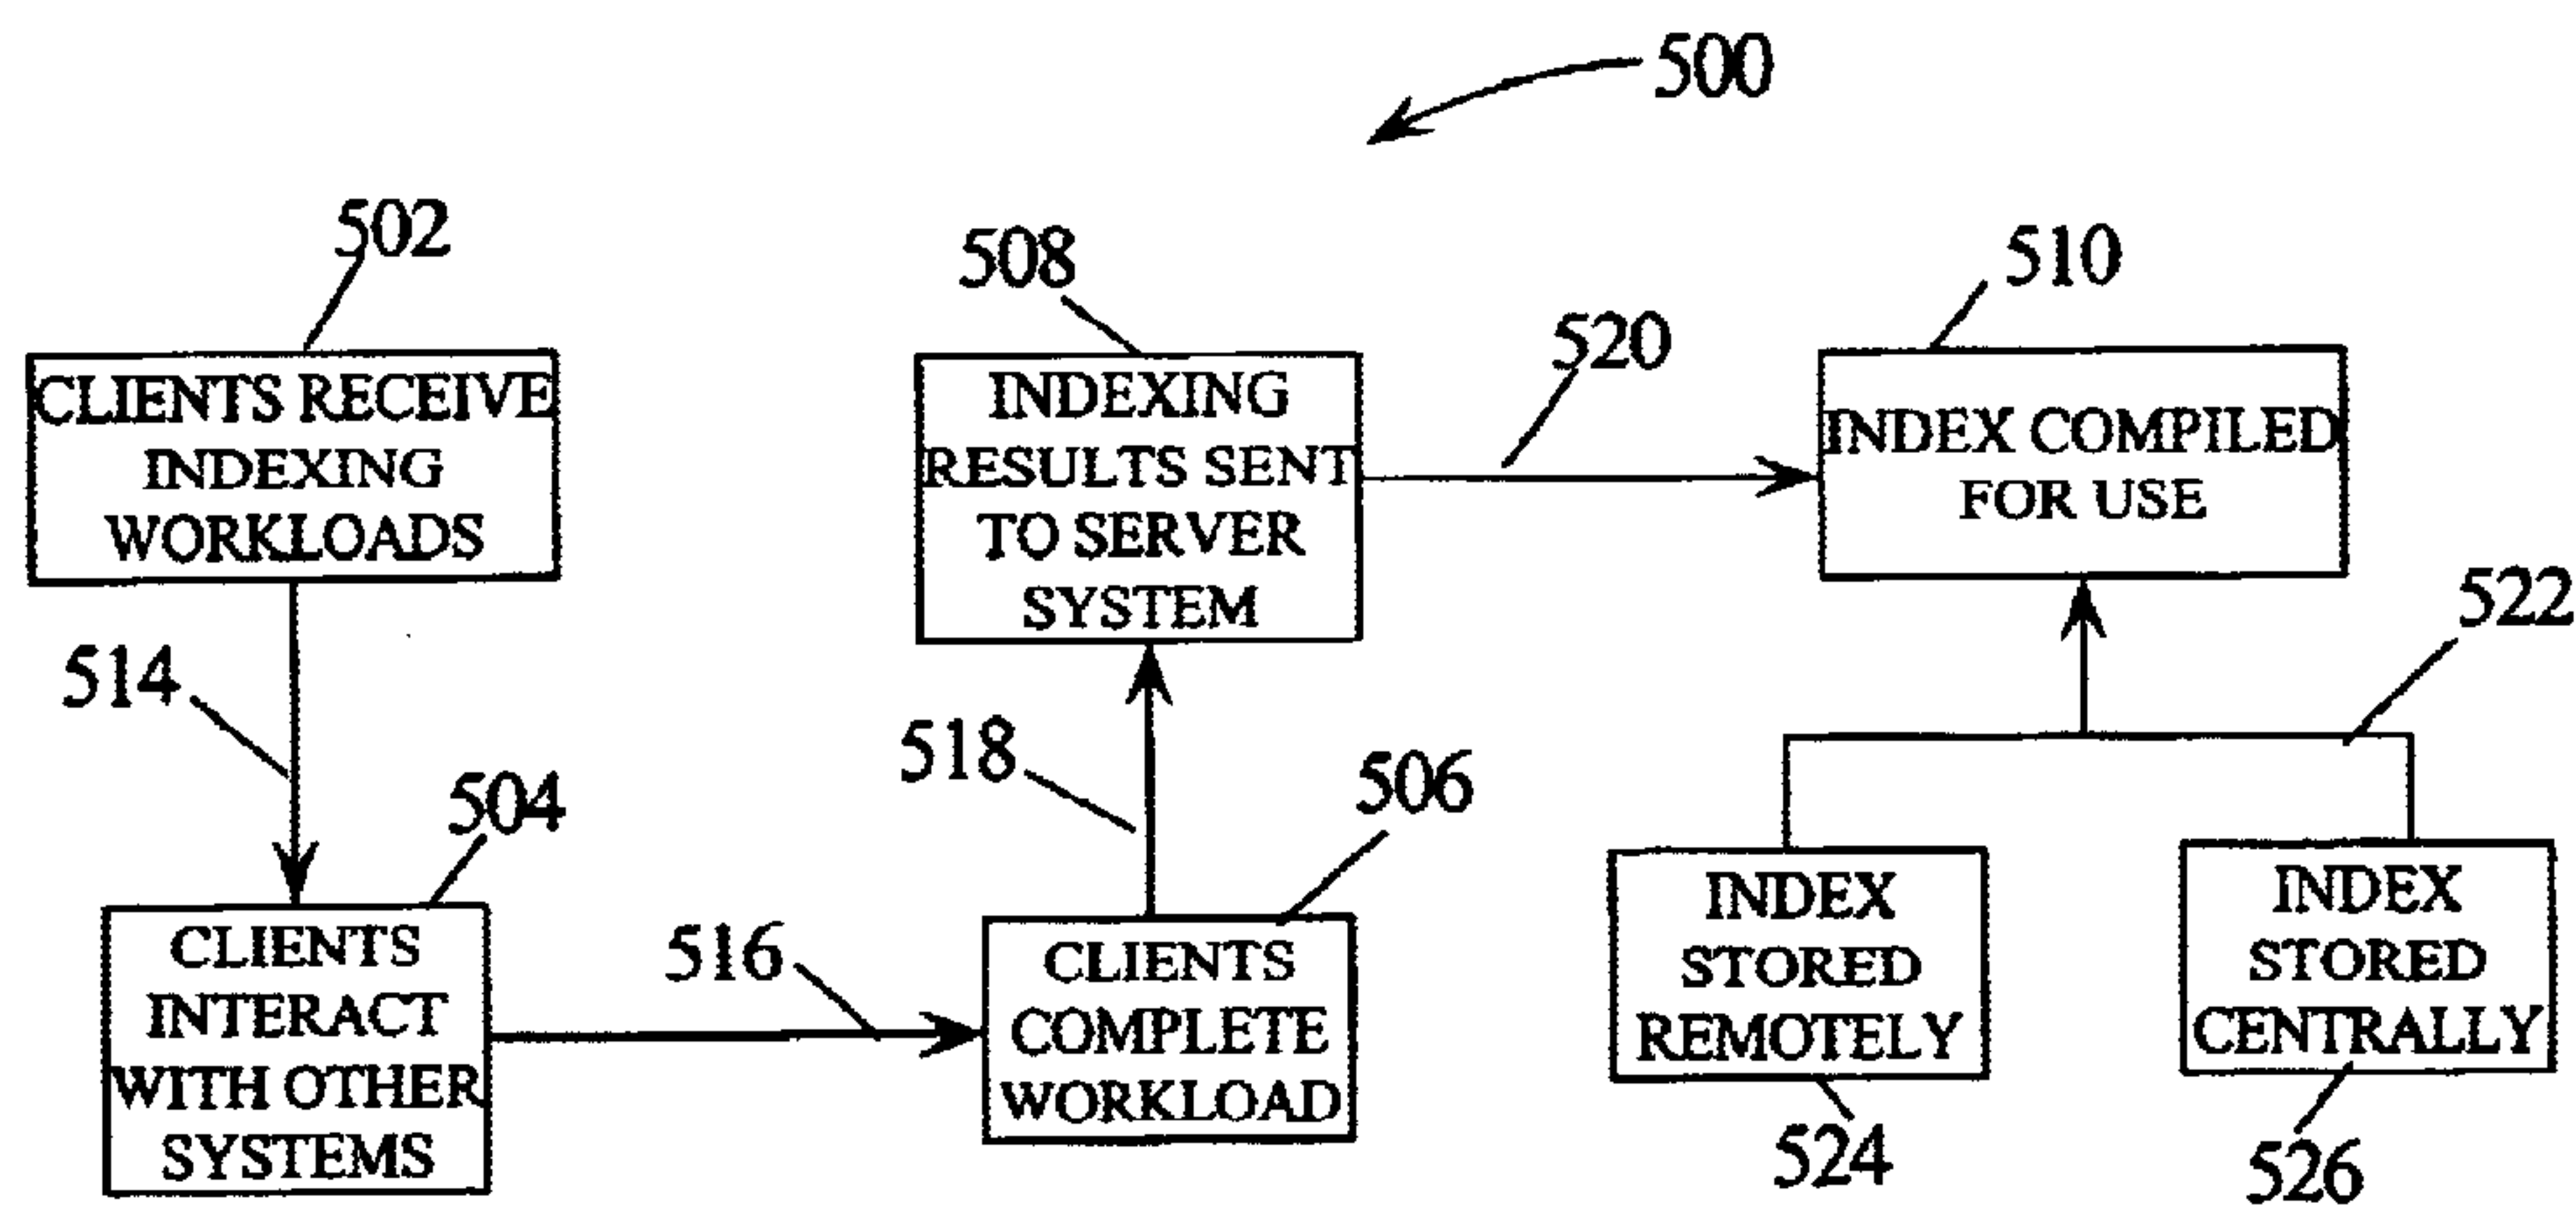 500
502
CLIENTS RECEIVE
INDEXING
WORKLOADS
514
504
CLIENTS
INTERACT
WITH OTHER
SYSTEMS
516
506
CLIENTS
COMPLETE
WORKLOAD
518
508
INDEXING
RESULTS SENT
TO SERVER
SYSTEM
520
510
INDEX COMPILED
FOR USE
522
INDEX
STORED
REMOTELY
524
INDEX
STORED
CENTRALLY
526